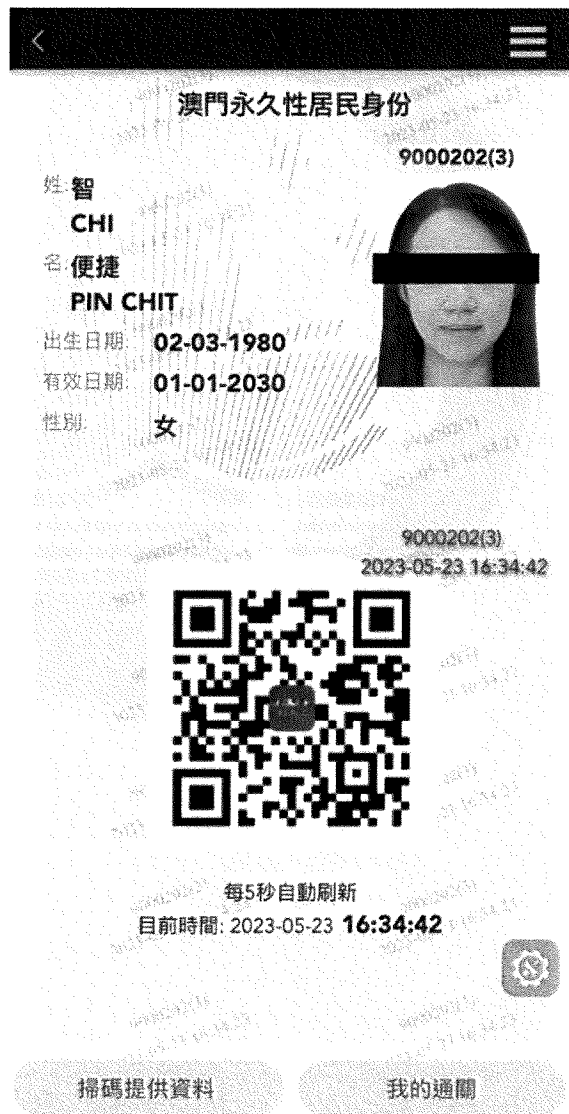 澳門永久性居民身份
9000202(3)
姓: 智
CHI
名: 便捷
PIN CHIT
出生日期: 02-03-1980
有效日期: 01-01-2030
性別: 女
9000202(3)
2023-05-23 16:34:42
每5秒自動刷新
目前時間: 2023-05-23 16:34:42
掃碼提供資料
我的通關